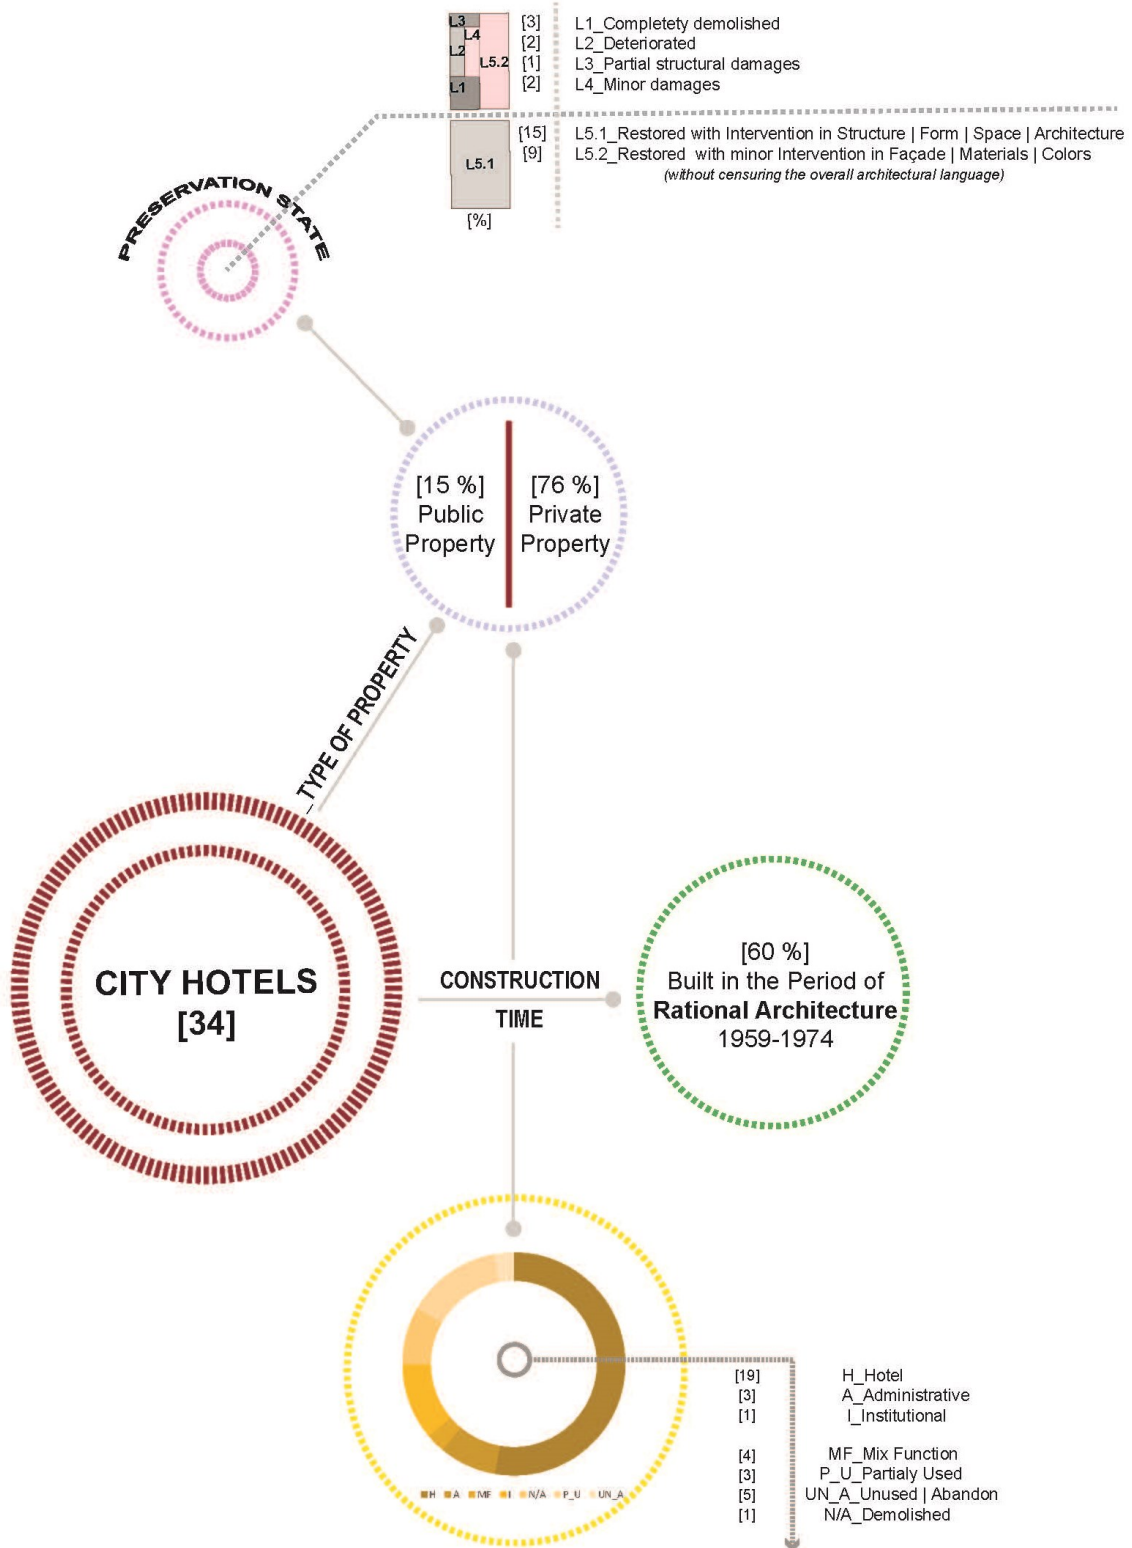 L3
L4
L2
L5.2
L1
[3]
[2]
[1]
[2]
L1_Completety demolished
L2_Deteriorated
L3_Partial structural damages
L4_Minor damages
L5.1
[%]
[15]
[9]
L5.1_Restored with Intervention in Structure | Form | Space | Architecture
L5.2_Restored with minor Intervention in Façade | Materials | Colors
(without censuring the overall architectural language)
PRESERVATION STATE
[15 %]
Public
Property
[76 %]
Private
Property
_TYPE OF PROPERTY
CITY HOTELS
[34]
CONSTRUCTION
TIME
[60 %]
Built in the Period of
Rational Architecture
1959-1974
H A MF I N/A P_U UN_A
[19] H_Hotel
[3] A_Administrative
[1] I_Institutional
[4] MF_Mix Function
[3] P_U_Partialy Used
[5] UN_A_Unused | Abandon
[1] N/A_Demolished